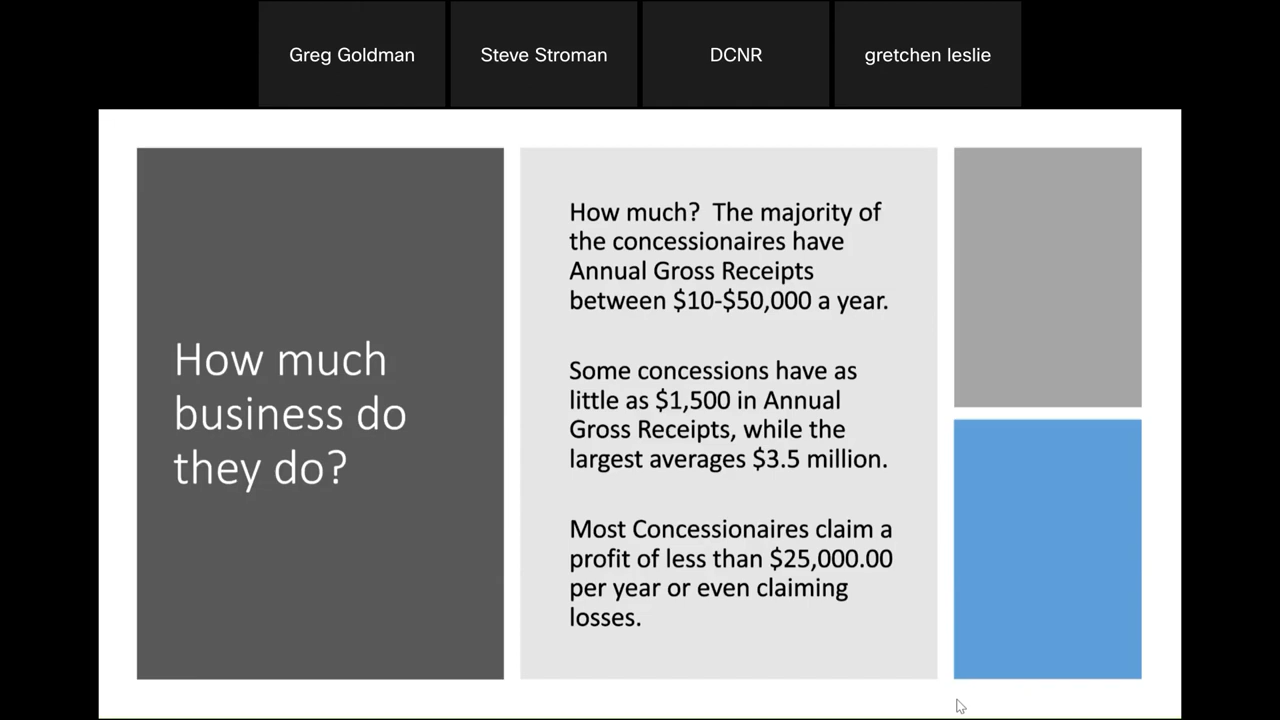 Greg Goldman
Steve Stroman
DCNR
gretchen leslie
How much
business do
they do?
How much?  The majority of
the concessionaires have
Annual Gross Receipts
between $10-$50,000 a year.
Some concessions have as
little as $1,500 in Annual
Gross Receipts, while the
largest averages $3.5 million.
Most Concessionaires claim a
profit of less than $25,000.00
per year or even claiming
losses.